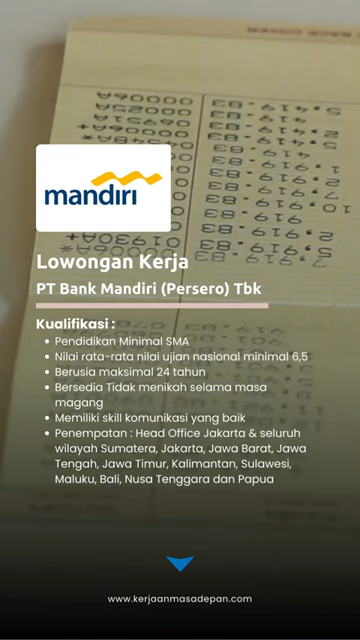 mandiri
Lowongan Kerja
PT Bank Mandiri (Persero) Tbk
Kualifikasi :
• Pendidikan Minimal SMA
• Nilai rata-rata nilai ujian nasional minimal 6,5
• Berusia maksimal 24 tahun
• Bersedia Tidak menikah selama masa
magang
• Memiliki skill komunikasi yang baik
• Penempatan : Head Office Jakarta & seluruh
wilayah Sumatera, Jakarta, Jawa Barat, Jawa
Tengah, Jawa Timur, Kalimantan, Sulawesi,
Maluku, Bali, Nusa Tenggara dan Papua
www.kerjaanmasadepan.com